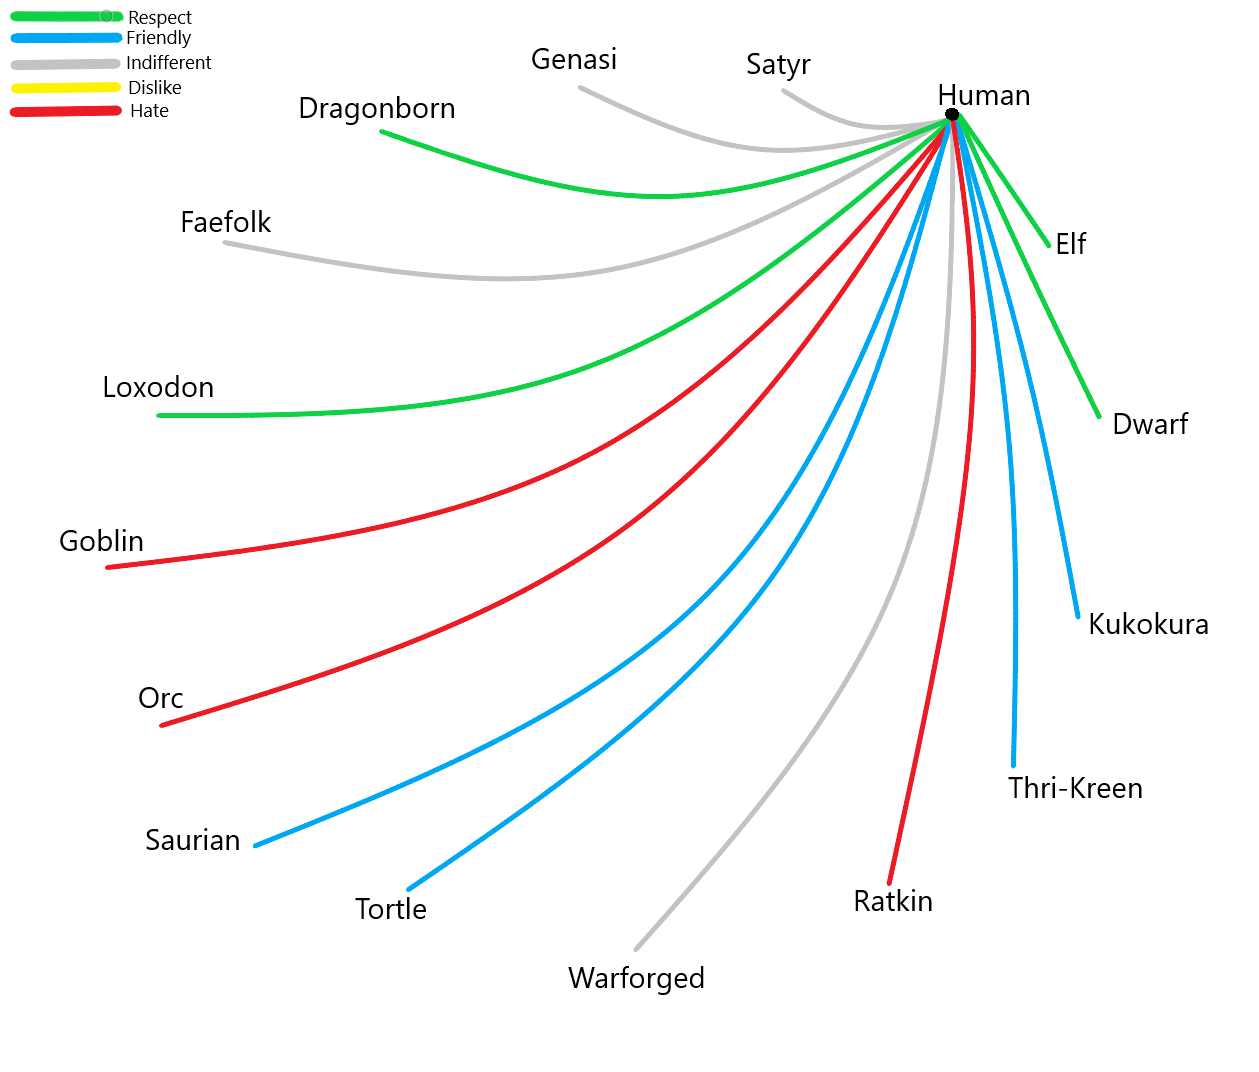 Respect
Friendly
Indifferent
Dislike
Hate
Genasi
Satyr
Human
Dragonborn
Faefolk
Elf
Loxodon
Dwarf
Goblin
Kukokura
Orc
Thri-Kreen
Saurian
Ratkin
Tortle
Warforged